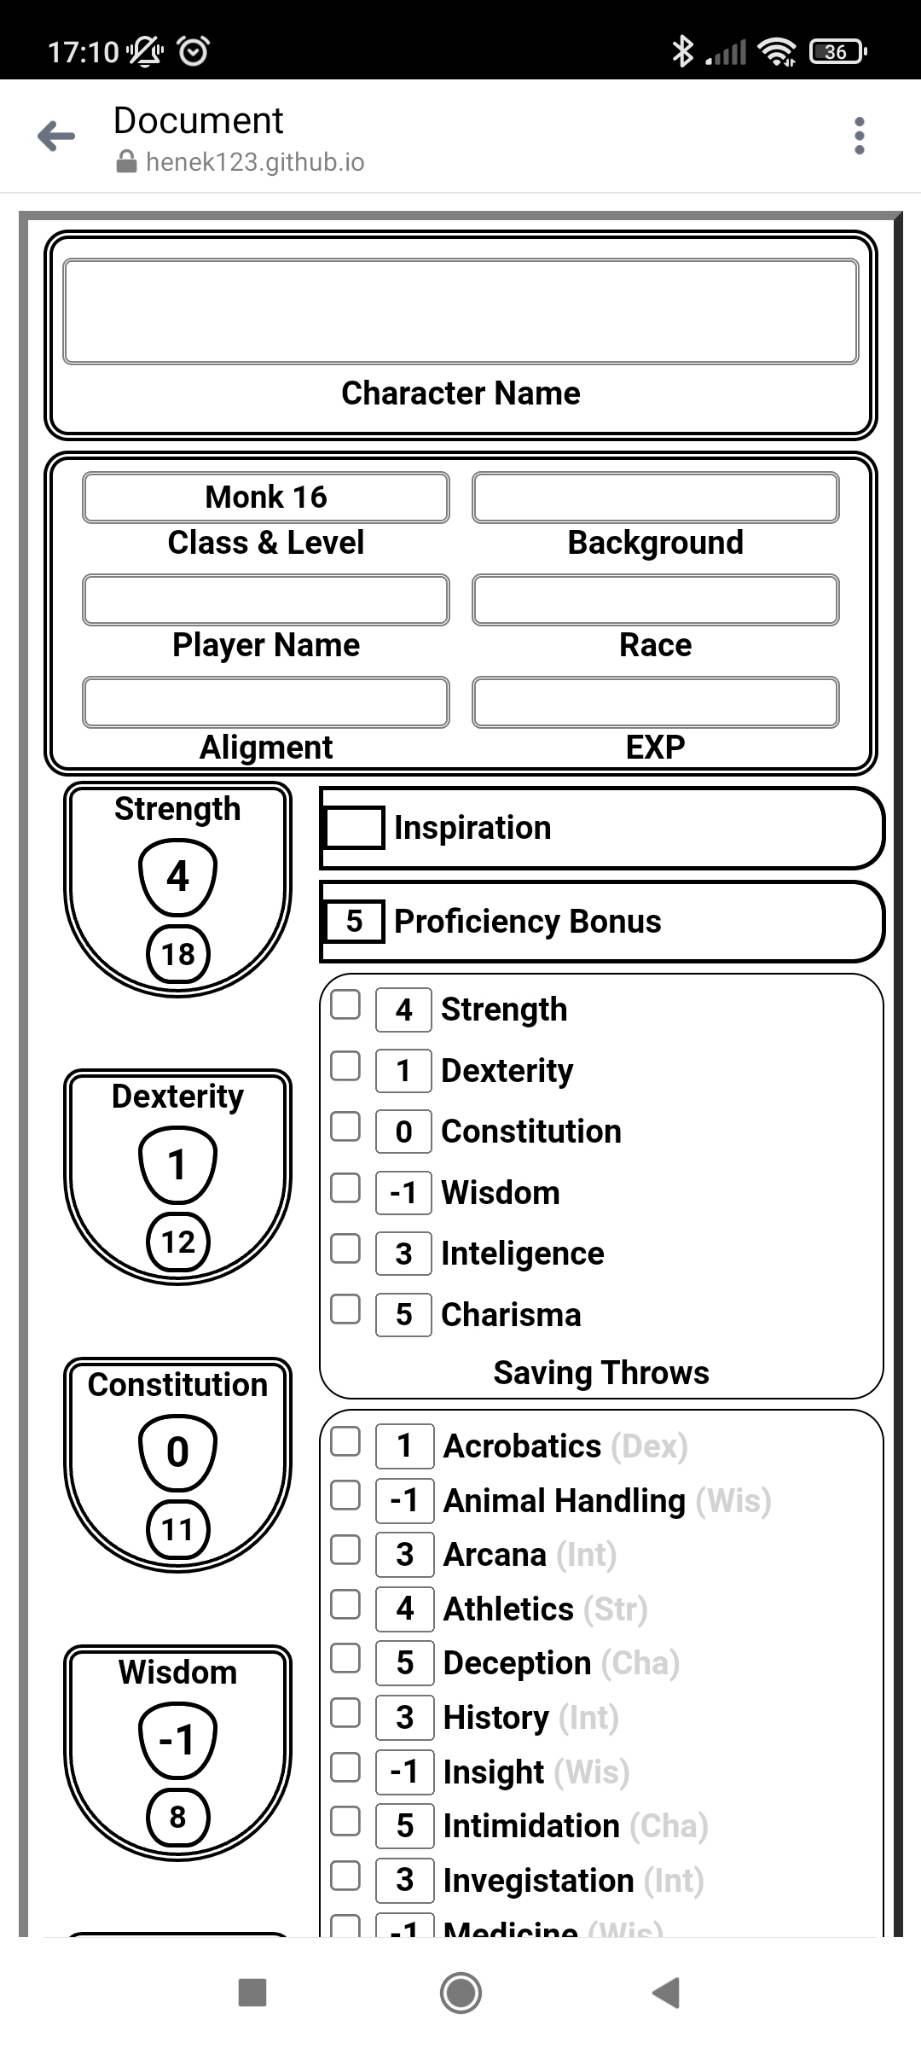 17:10
36
Document
henek123.github.io
Character Name
Monk 16
Class & Level
Background
Player Name
Race
Aligment
EXP
Strength
4
18
Inspiration
5 Proficiency Bonus
4 Strength
1 Dexterity
0 Constitution
-1 Wisdom
3 Inteligence
5 Charisma
Saving Throws
Dexterity
1
12
Constitution
0
11
Wisdom
-1
8
1 Acrobatics (Dex)
-1 Animal Handling (Wis)
3 Arcana (Int)
4 Athletics (Str)
5 Deception (Cha)
3 History (Int)
-1 Insight (Wis)
5 Intimidation (Cha)
3 Invegistation (Int)
-1 Medicine (Wis)